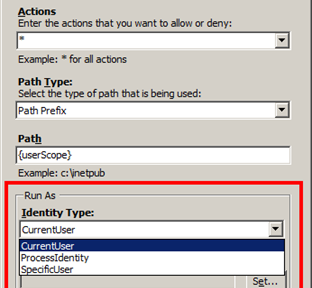 Actions
Enter the actions that you want to allow or deny:
*
Example: * for all actions
Path Type:
Select the type of path that is being used:
Path Prefix
Path
{userScope}
Example: c:\inetpub
Run As
Identity Type:
CurrentUser
CurrentUser
ProcessIdentity
SpecificUser
Set...